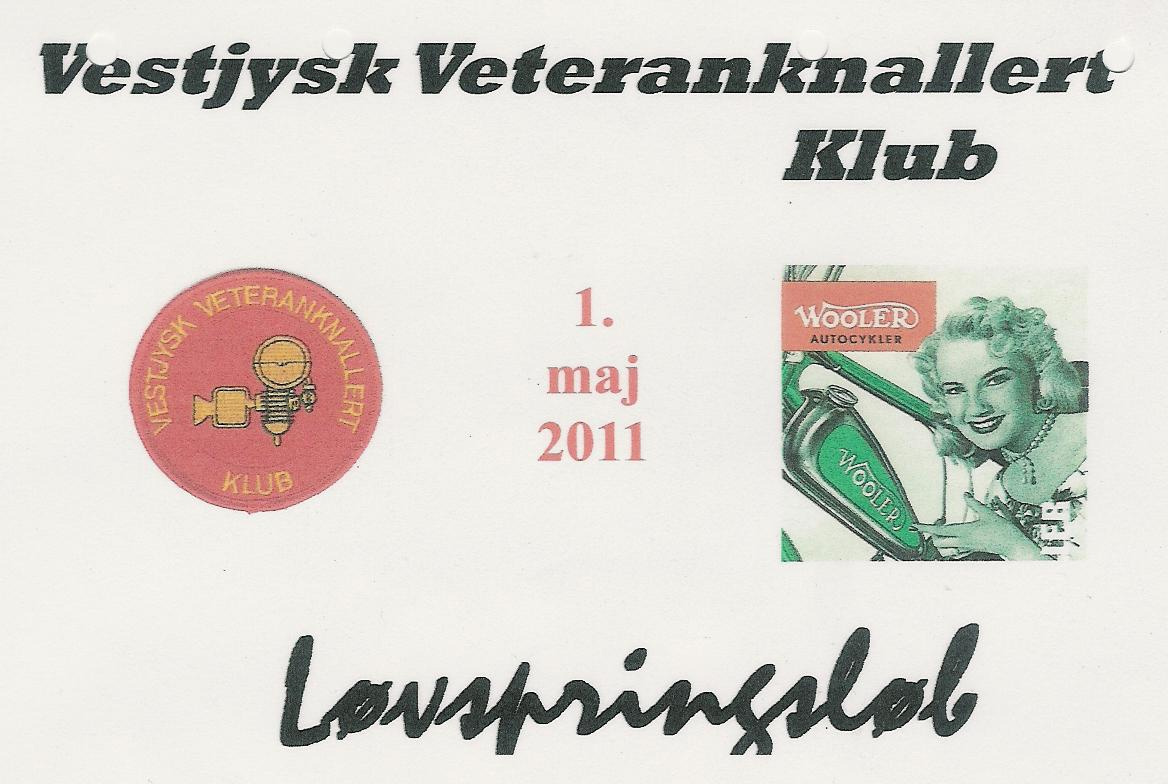 Vestjysk Veteranknallert
Klub
VESTJYSK VETERANKNALLERT
KLUB
1.
maj
2011
WOOLER
AUTOCYKLER
WOOLER
Løvspringsløb